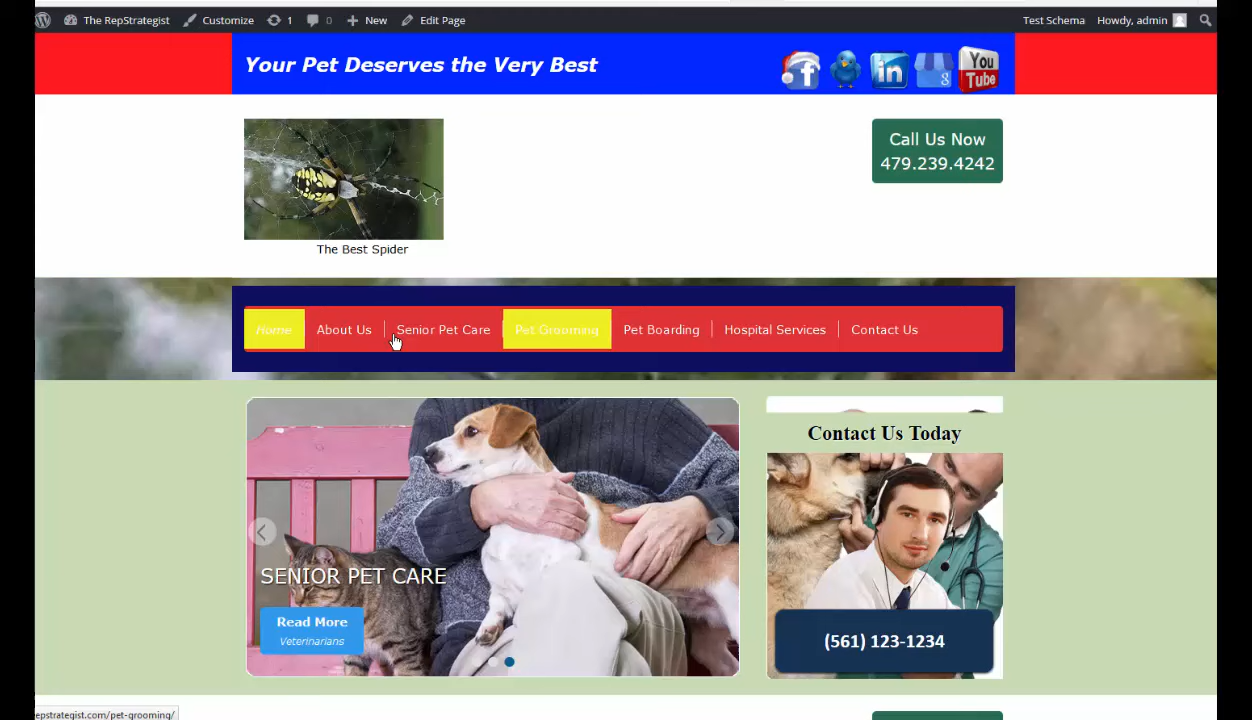 The RepStrategist Customize 1 0 New Edit Page Test Schema Howdy, admin
Your Pet Deserves the Very Best
f in g You Tube
Call Us Now
479.239.4242
The Best Spider
Home About Us Senior Pet Care Pet Grooming Pet Boarding Hospital Services Contact Us
Contact Us Today
SENIOR PET CARE
Read More
Veterinarians
(561) 123-1234
epstrategist.com/pet-grooming/